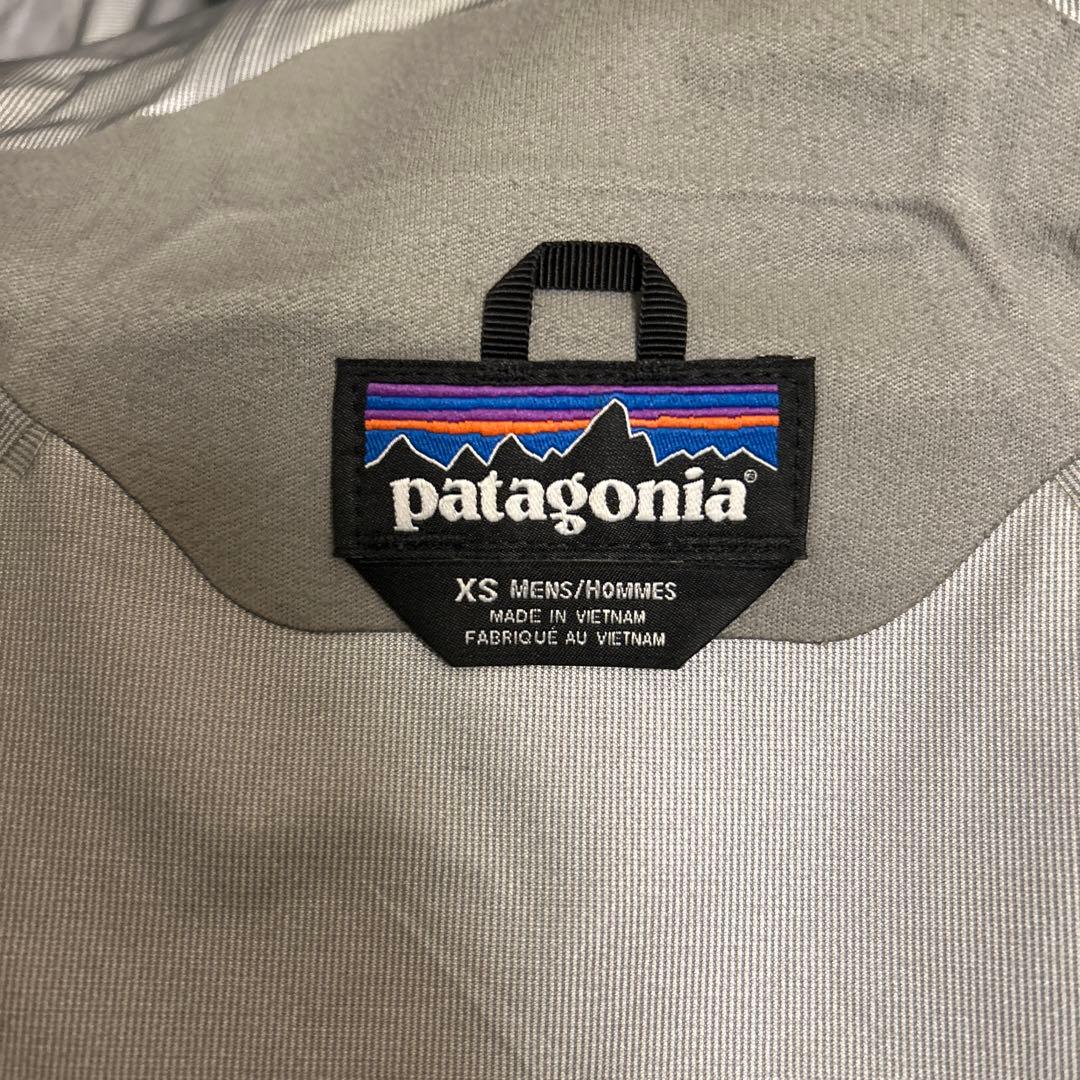 patagonia®
XS MENS/HOMMES
MADE IN VIETNAM
FABRIQUÉ AU VIETNAM